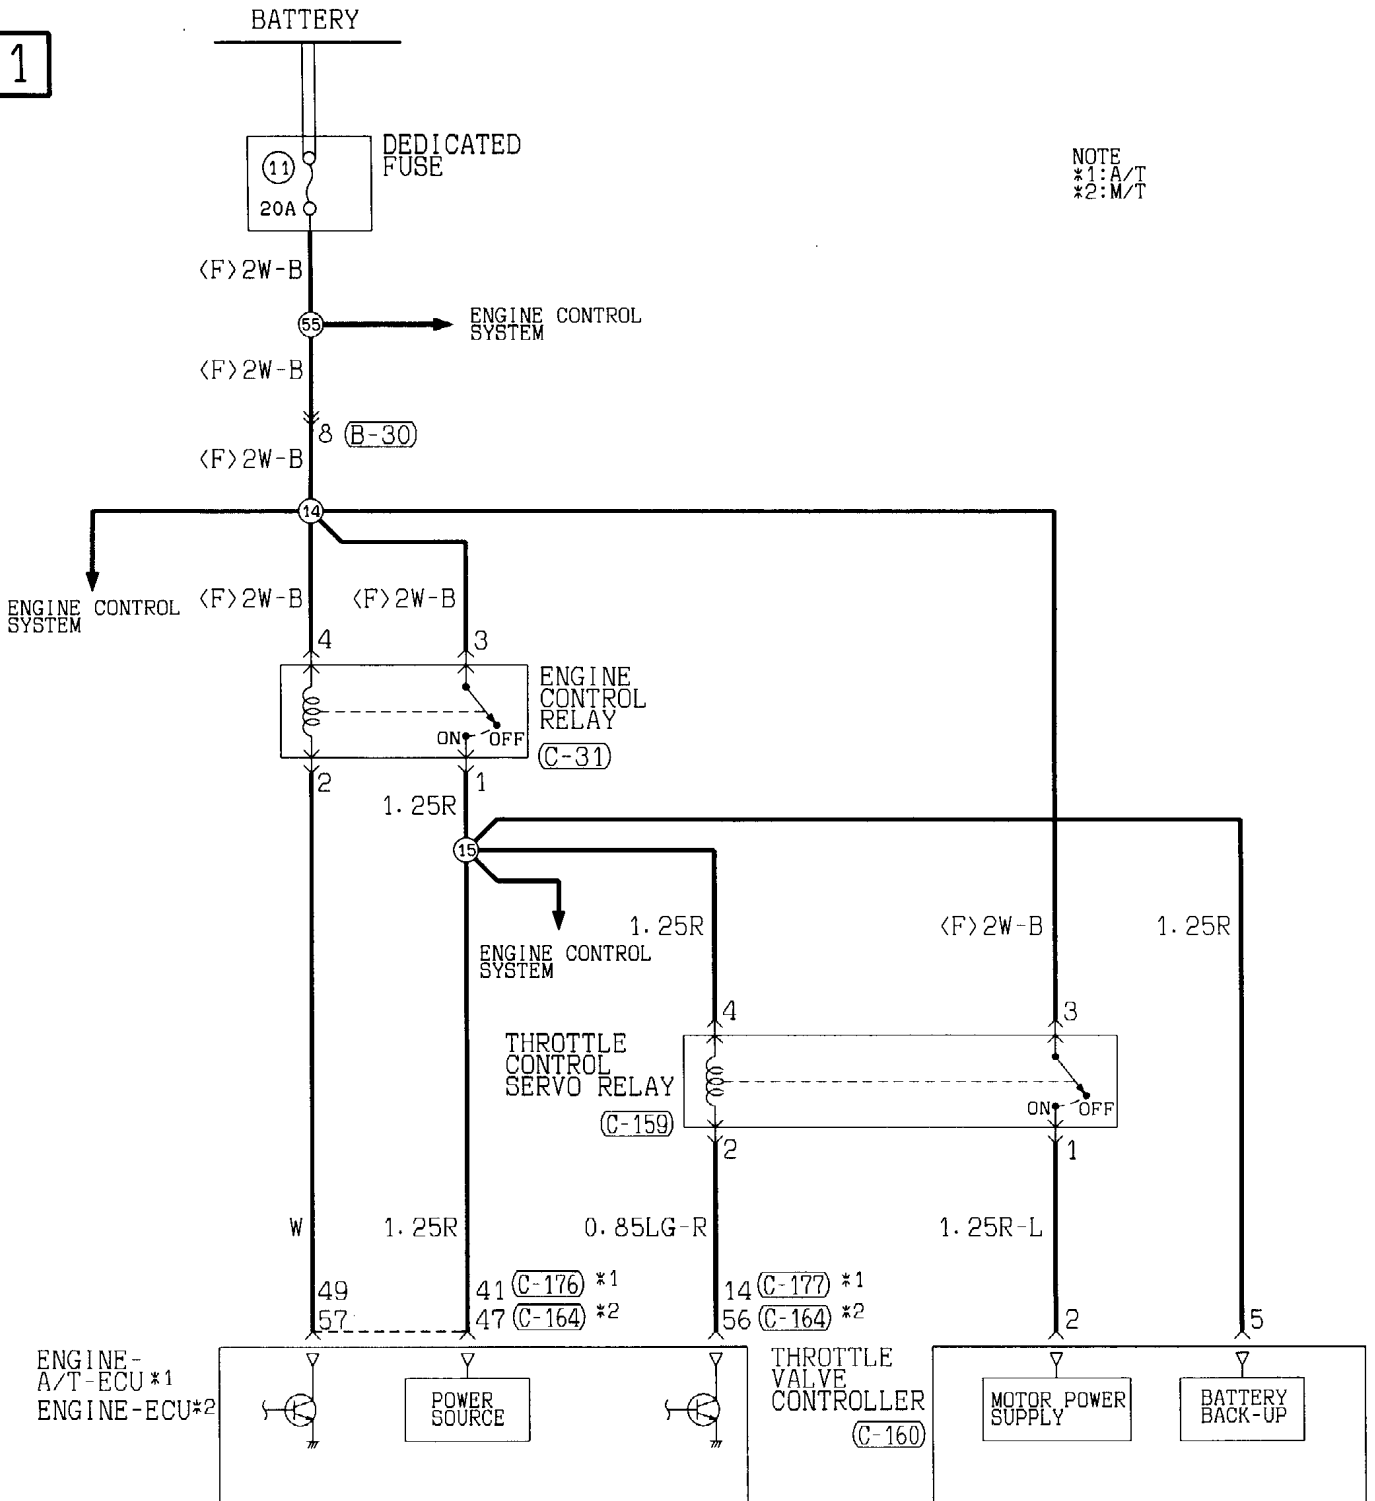 BATTERY
1
DEDICATED
FUSE
11
20A
NOTE
*1:A/T
*2:M/T
<F>2W-B
55
ENGINE CONTROL
SYSTEM
<F>2W-B
8 (B-30)
<F>2W-B
14
ENGINE CONTROL
SYSTEM
<F>2W-B
<F>2W-B
4
3
ENGINE
CONTROL
RELAY
ON
OFF
(C-31)
2
1
1.25R
15
1.25R
<F>2W-B
1.25R
ENGINE CONTROL
SYSTEM
4
3
THROTTLE
CONTROL
SERVO RELAY
(C-159)
ON
OFF
2
1
W
1.25R
0.85LG-R
1.25R-L
49
41 (C-176) *1
14 (C-177) *1
57
47 (C-164) *2
56 (C-164) *2
2
5
ENGINE-
A/T-ECU*1
ENGINE-ECU*2
POWER
SOURCE
THROTTLE
VALVE
CONTROLLER
(C-160)
MOTOR POWER
SUPPLY
BATTERY
BACK-UP